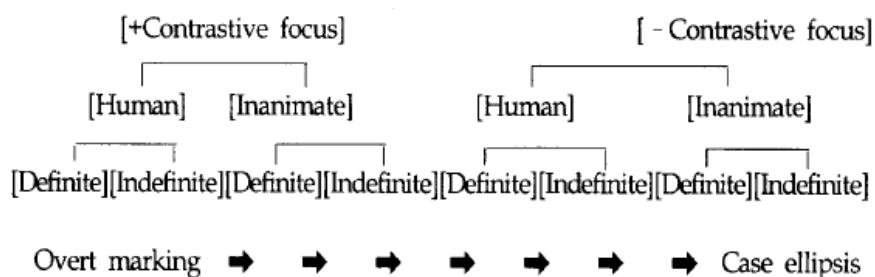 [+Contrastive focus] [ - Contrastive focus]
[Human] [Inanimate] [Human] [Inanimate]
[Definite][Indefinite][Definite][Indefinite][Definite][Indefinite][Definite][Indefinite]
Overt marking ➡ ➡ ➡ ➡ ➡ ➡ ➡ Case ellipsis